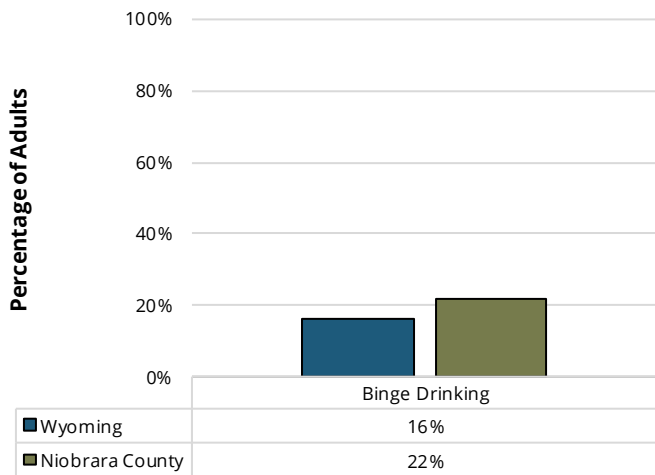 Percentage of Adults
100%
80%
60%
40%
20%
0%
Binge Drinking
Wyoming 16%
Niobrara County 22%